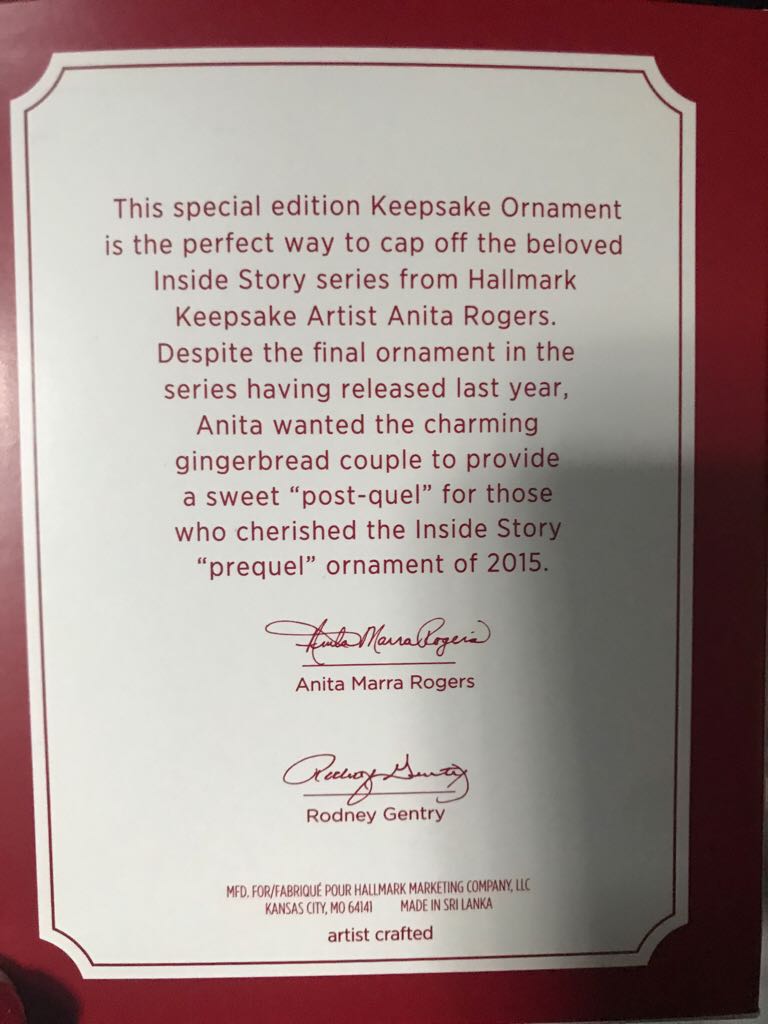 This special edition Keepsake Ornament
is the perfect way to cap off the beloved
Inside Story series from Hallmark
Keepsake Artist Anita Rogers.
Despite the final ornament in the
series having released last year,
Anita wanted the charming
gingerbread couple to provide
a sweet “post-quel” for those
who cherished the Inside Story
“prequel” ornament of 2015.
Anita Marra Rogers
Anita Marra Rogers
Rodney Gentry
Rodney Gentry
MFD. FOR/FABRIQUÉ POUR HALLMARK MARKETING COMPANY, LLC
KANSAS CITY, MO 64141 MADE IN SRI LANKA
artist crafted